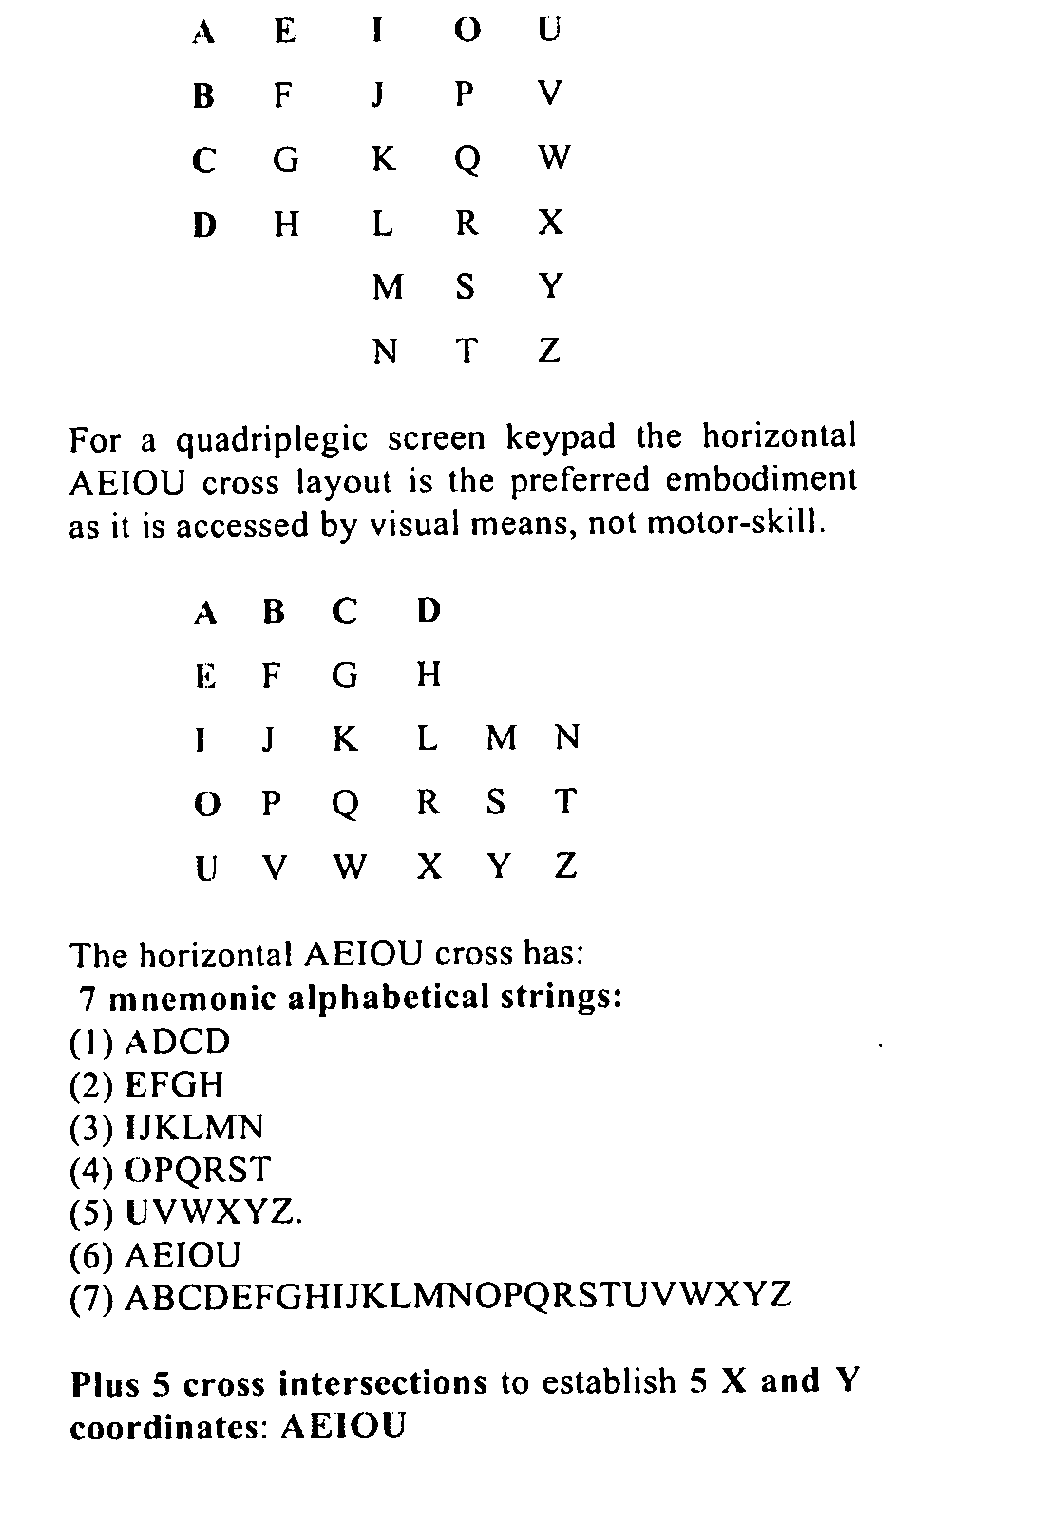 A E I O U
B F J P V
C G K Q W
D H L R X
M S Y
N T Z
For a quadriplegic screen keypad the horizontal
AEIOU cross layout is the preferred embodiment
as it is accessed by visual means, not motor-skill.
A B C D
E F G H
I J K L M N
O P Q R S T
U V W X Y Z
The horizontal AEIOU cross has:
7 mnemonic alphabetical strings:
(1) ADCD
(2) EFGH
(3) IJKLMN
(4) OPQRST
(5) UVWXYZ.
(6) AEIOU
(7) ABCDEFGHIJKLMNOPQRSTUVWXYZ
Plus 5 cross intersections to establish 5 X and Y
coordinates: AEIOU